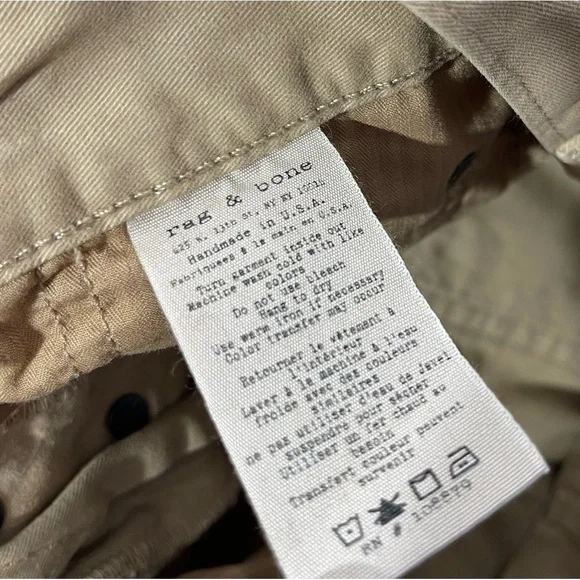 rag & bone
425 W. 13th St, NY NY 10014
Handmade in U.S.A.
Fabriquées à la main en U.S.A.
Turn garment inside out
Machine wash cold with like
colors
Do not use bleach
Hang to dry
Use warm iron if necessary
Color transfer may occur
Retourner le vêtement à
l'intérieur
Laver à la machine à l'eau
froide avec des couleurs
similaires
ne pas utiliser d'eau de Javel
suspendre pour sécher
Utiliser un fer chaud au
besoin
Transfert couleur peuvent
survenir
RN # 108879